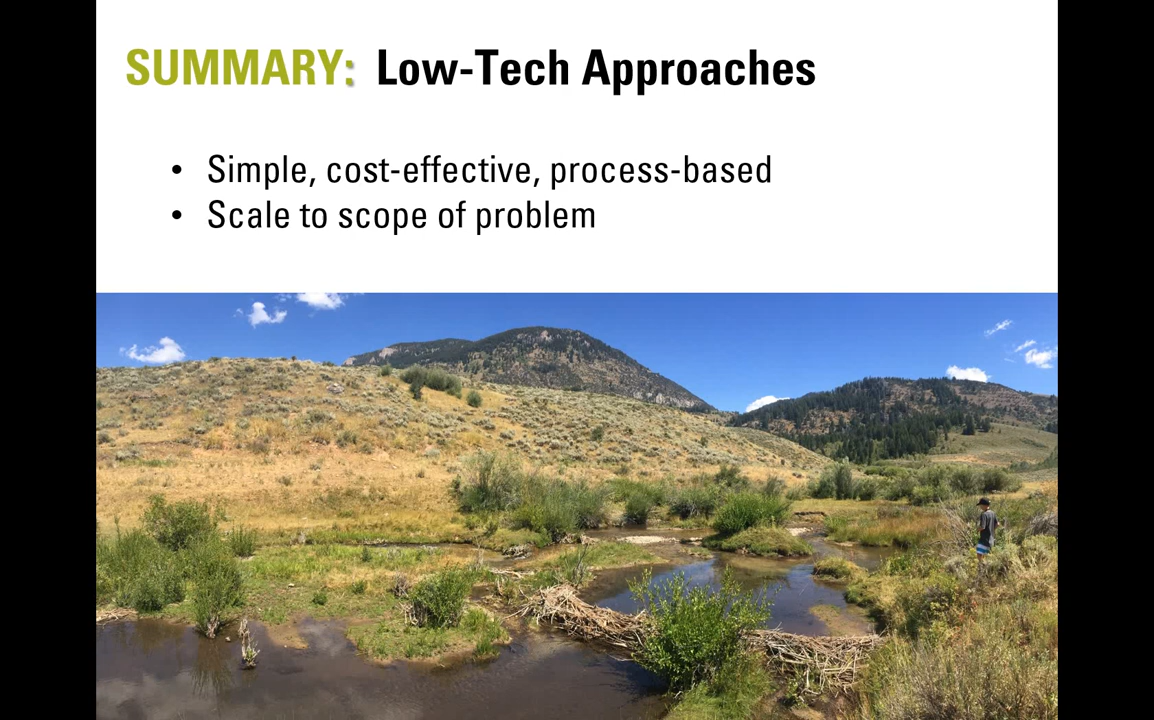 SUMMARY: Low-Tech Approaches
• Simple, cost-effective, process-based
• Scale to scope of problem